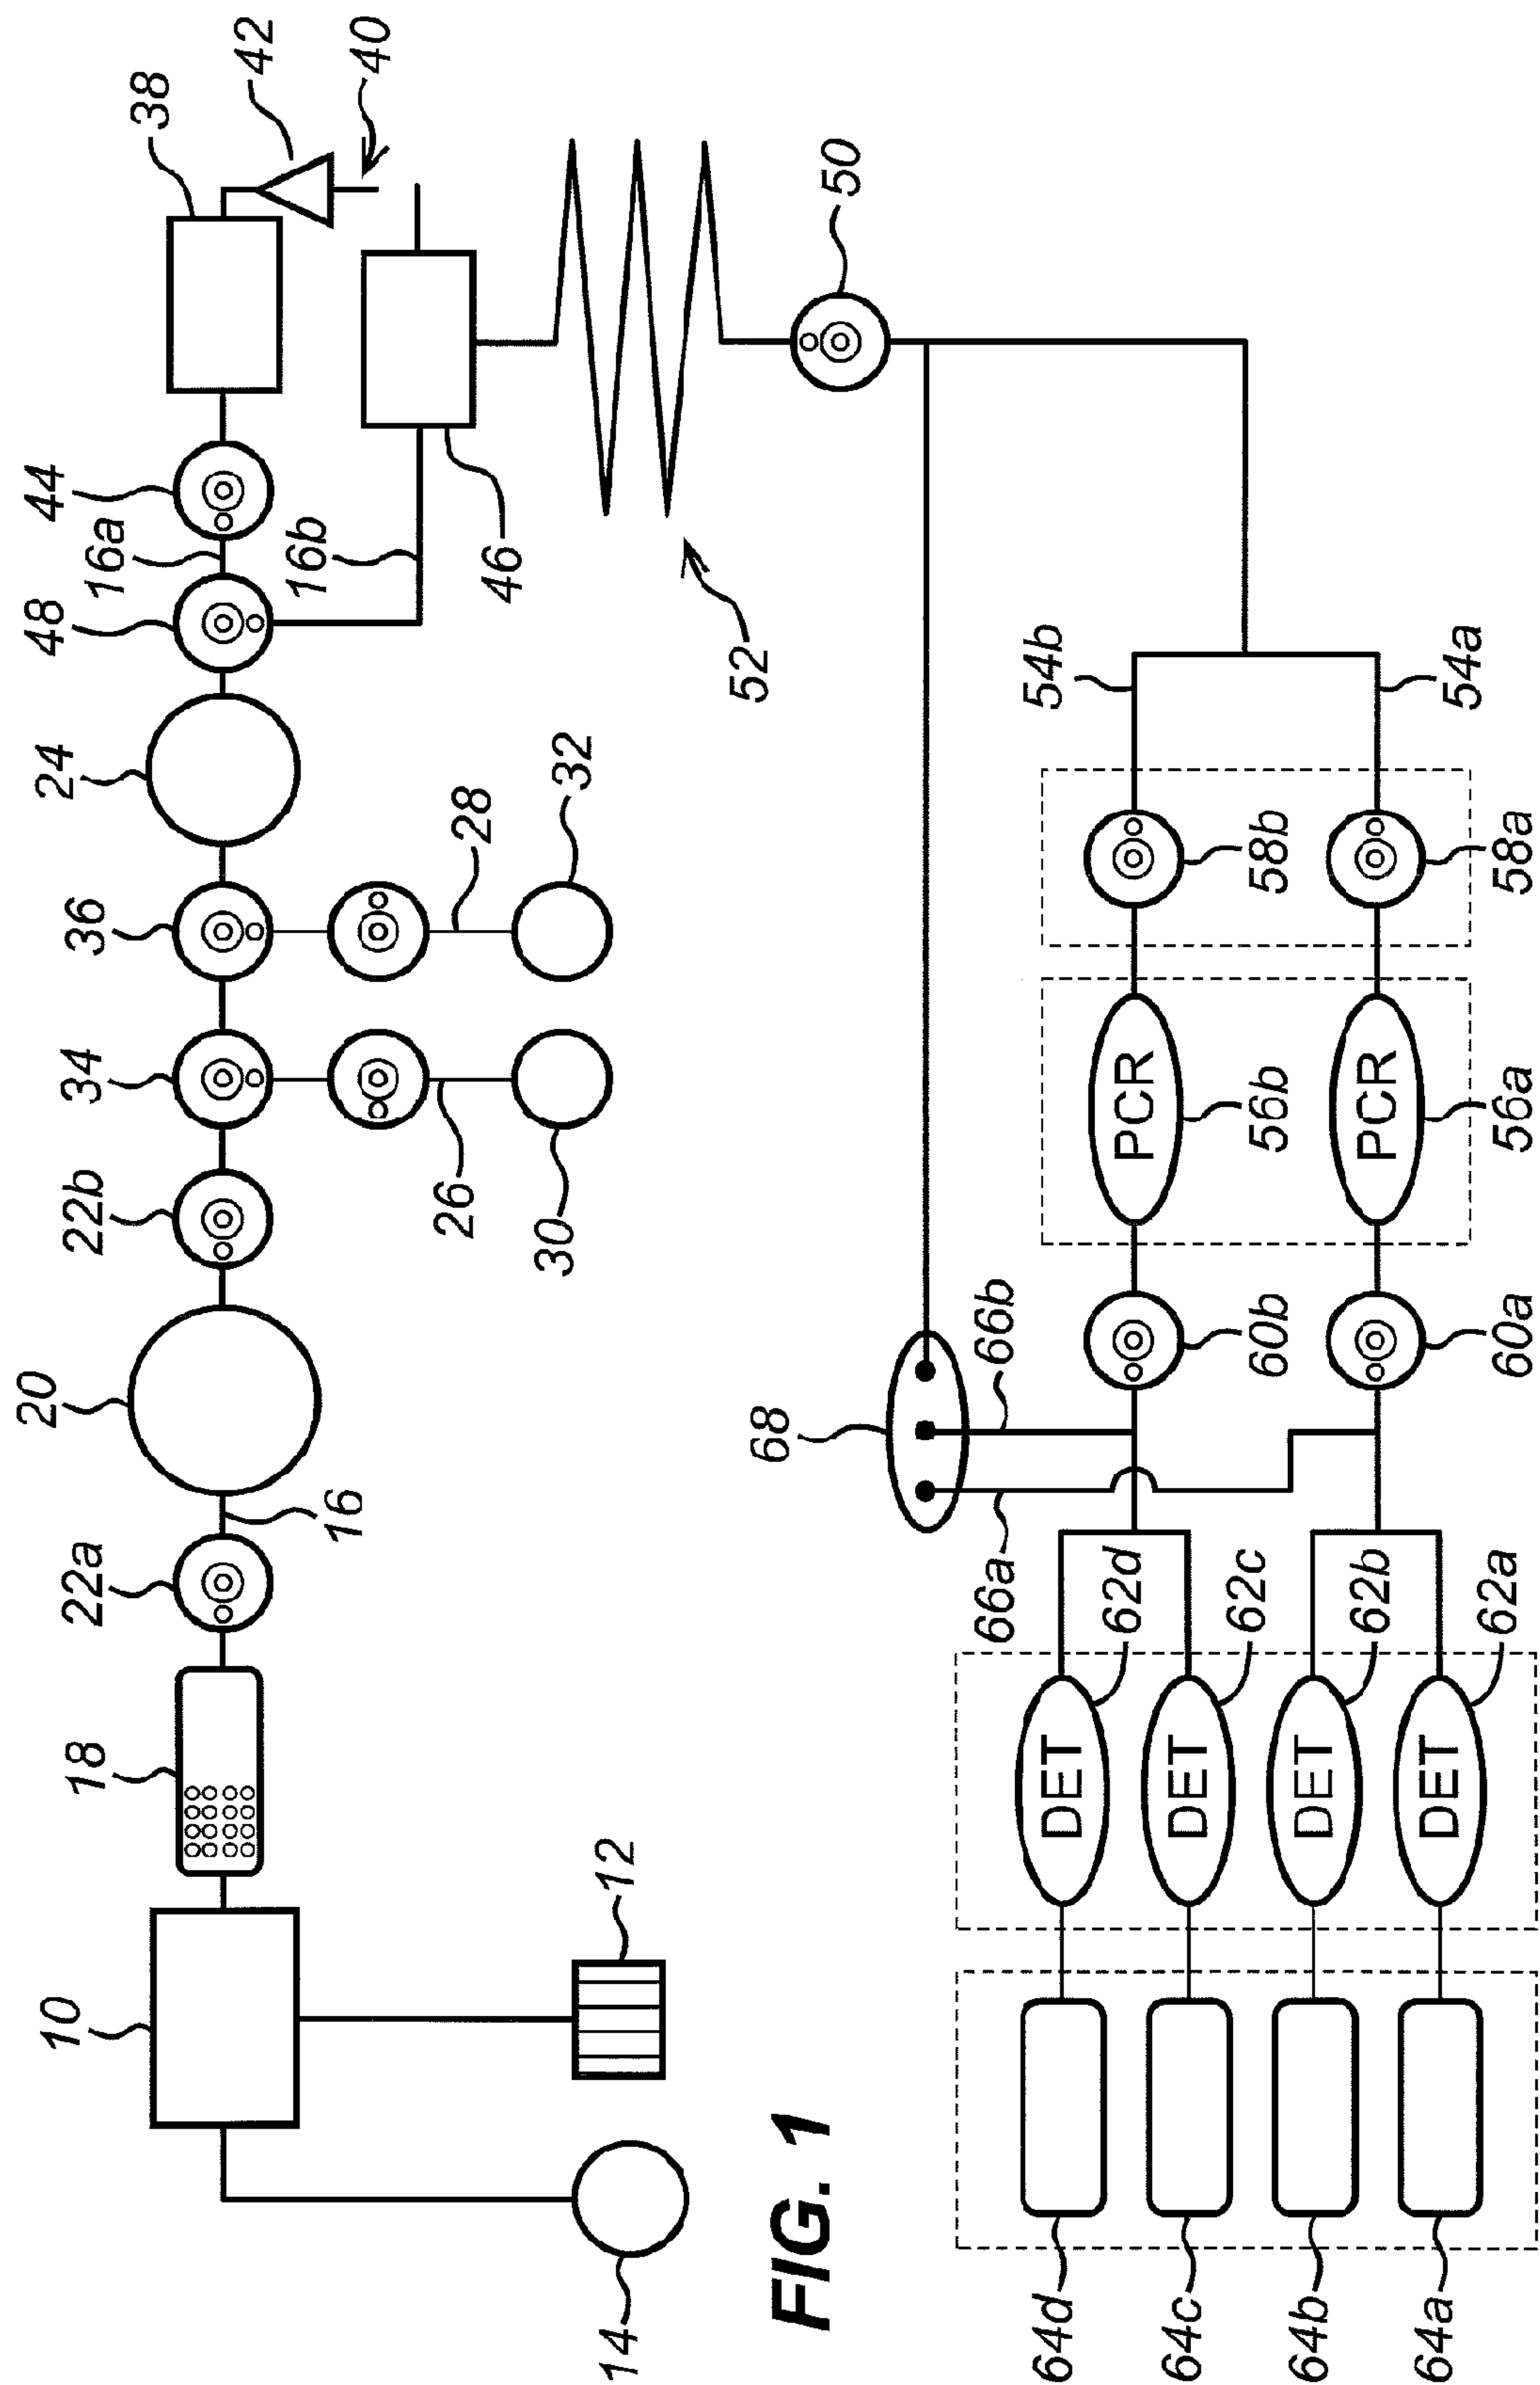 10
18
22a
20
22b
34
36
24
48
44
38
42
40
16
16a
16b
14
12
30
26
28
32
46
52
50
FIG. 1
68
66a
66b
54b
54a
58b
58a
PCR
56b
PCR
56a
60b
60a
DET
62d
DET
62c
DET
62b
DET
62a
64d
64c
64b
64a